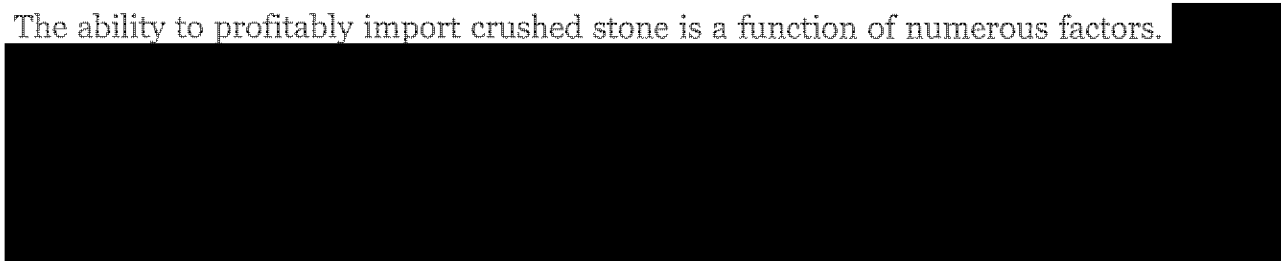 The ability to profitably import crushed stone is a function of numerous factors.